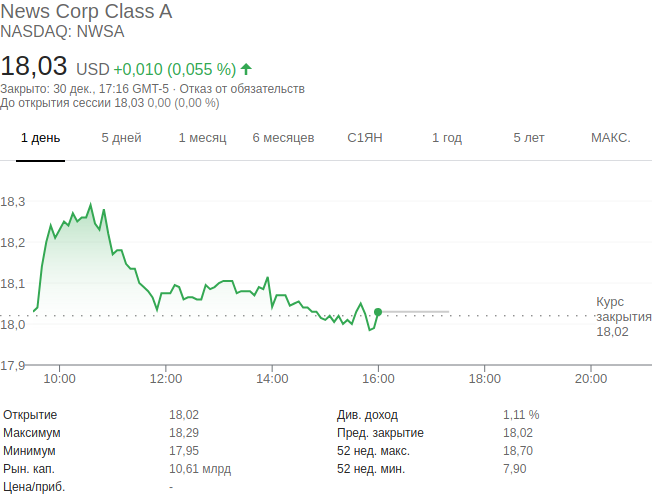 News Corp Class A
NASDAQ: NWSA
18,03 USD +0,010 (0,055 %)
Закрыто: 30 дек., 17:16 GMT-5 · Отказ от обязательств
До открытия сессии 18,03 0,00 (0,00 %)
1 день 5 дней 1 месяц 6 месяцев С1ЯН 1 год 5 лет МАКС.
18,3
18,2
18,1
18,0
17,9
Курс
закрытия
18,02
10:00 12:00 14:00 16:00 18:00 20:00
Открытие 18,02 Див. доход 1,11 %
Максимум 18,29 Пред. закрытие 18,02
Минимум 17,95 52 нед. макс. 18,70
Рын. кап. 10,61 млрд 52 нед. мин. 7,90
Цена/приб. -